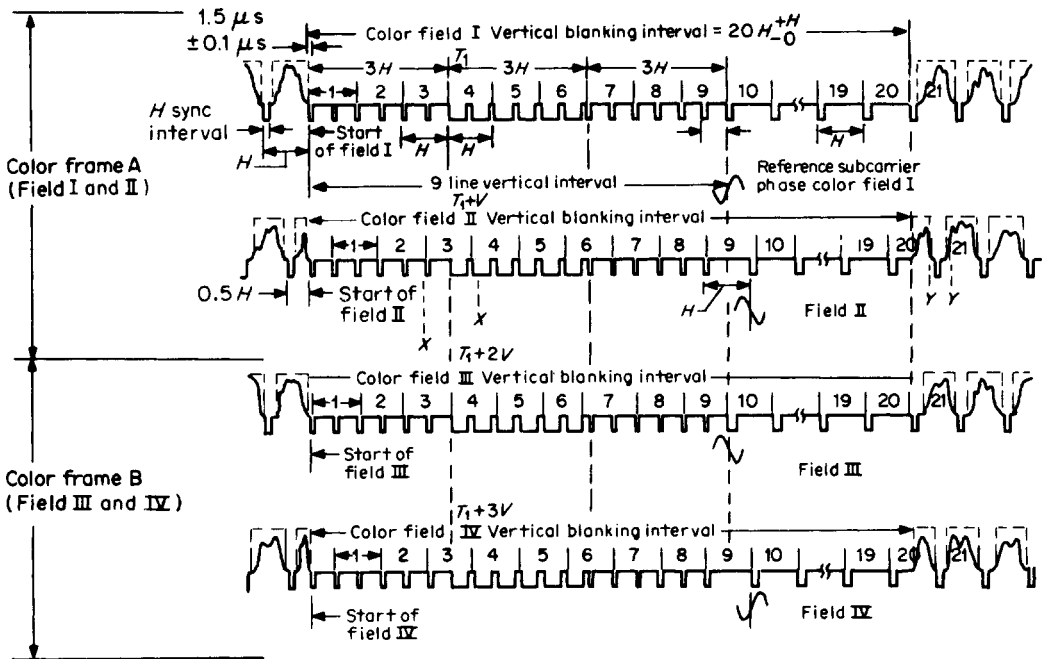 1.5 μs
±0.1 μs
Color field I Vertical blanking interval = 20H +H -0
T1
3H 3H 3H
1 2 3 4 5 6 7 8 9 10 19 20 21
H sync
interval
Start
of field I
H H H
H
Color frame A
(Field I and II)
9 line vertical interval
Reference subcarrier
phase color field I
T1+V
Color field II Vertical blanking interval
1 2 3 4 5 6 7 8 9 10 19 20 21
0.5H
Start of
field II
X X
H
Field II
Y Y
T1+2V
Color field III Vertical blanking interval
1 2 3 4 5 6 7 8 9 10 19 20 21
Start of
field III
Field III
Color frame B
(Field III and IV)
T1+3V
Color field IV Vertical blanking interval
1 2 3 4 5 6 7 8 9 10 19 20 21
Start of
field IV
Field IV